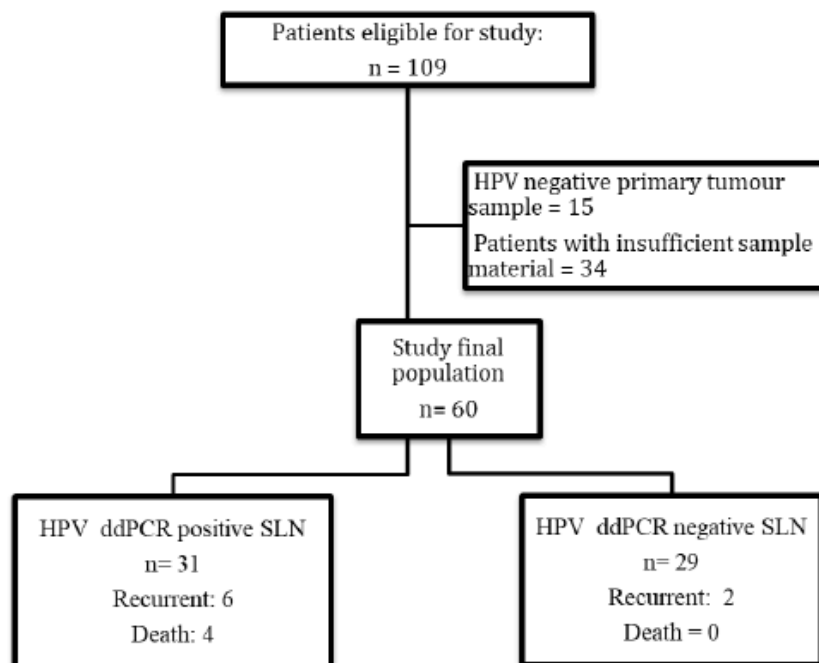 Patients eligible for study:
n = 109
HPV negative primary tumour
sample = 15
Patients with insufficient sample
material = 34
Study final
population
n= 60
HPV ddPCR positive SLN
n= 31
Recurrent: 6
Death: 4
HPV ddPCR negative SLN
n= 29
Recurrent: 2
Death = 0